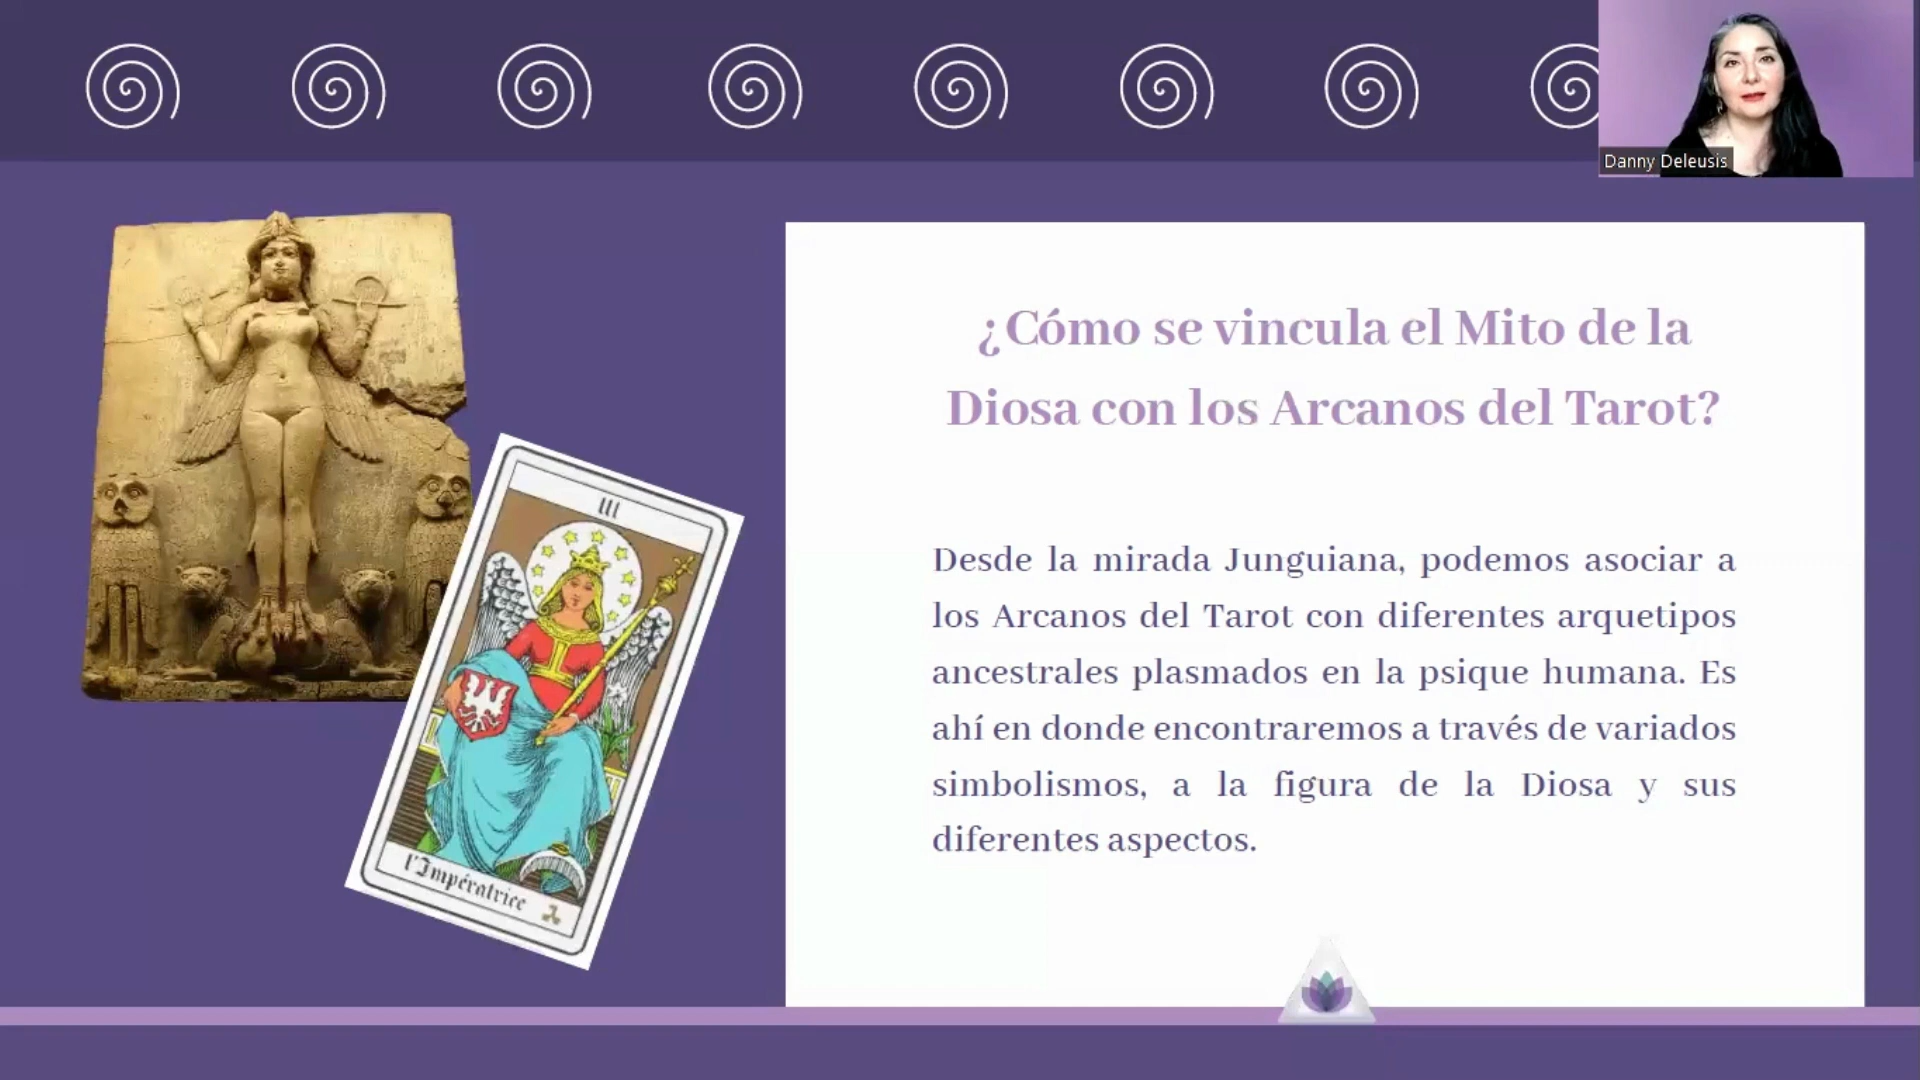 Danny Deleusis
¿Cómo se vincula el Mito de la
Diosa con los Arcanos del Tarot?
Desde la mirada Junguiana, podemos asociar a
los Arcanos del Tarot con diferentes arquetipos
ancestrales plasmados en la psique humana. Es
ahí en donde encontraremos a través de variados
simbolismos, a la figura de la Diosa y sus
diferentes aspectos.
III
l'Impératrice